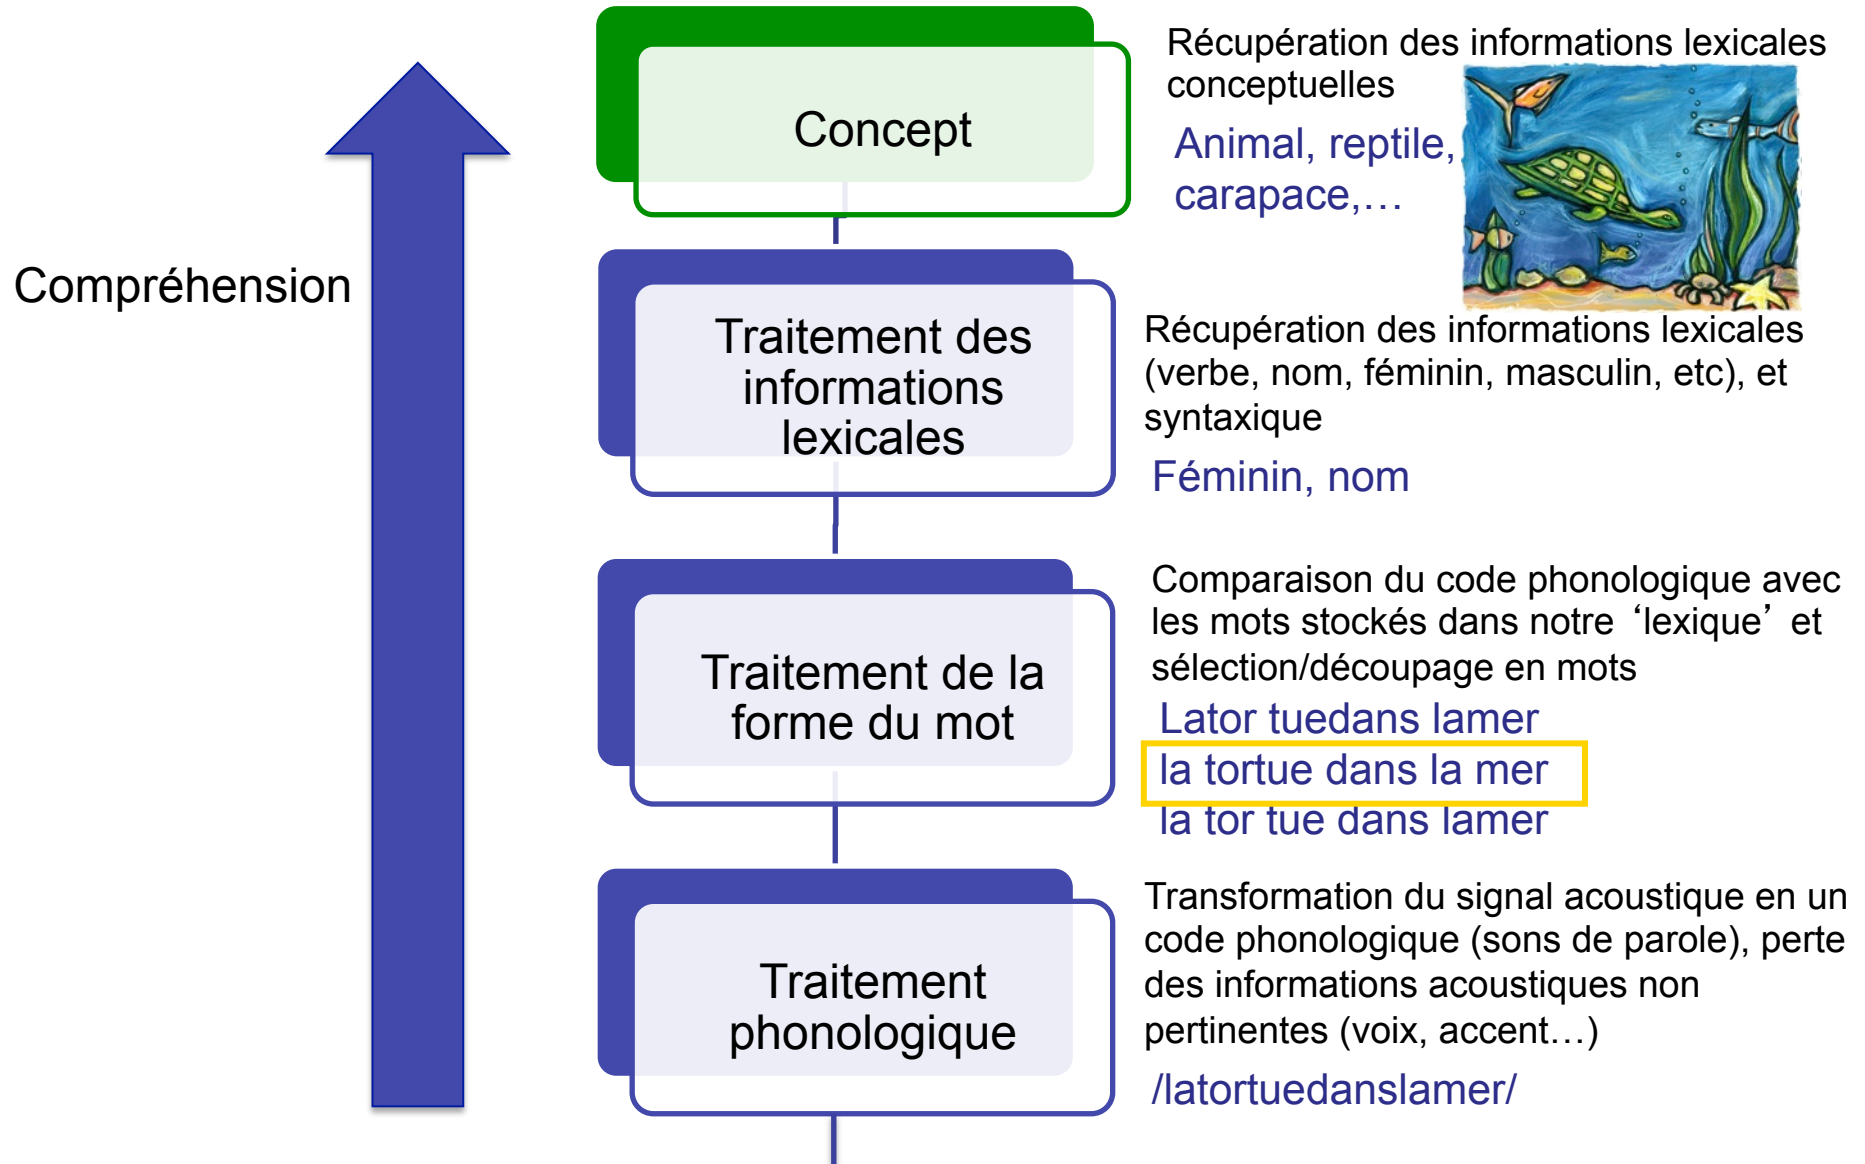 Récupération des informations lexicales
conceptuelles
Concept
Animal, reptile,
carapace,…
Compréhension
Traitement des
informations
lexicales
Récupération des informations lexicales
(verbe, nom, féminin, masculin, etc), et
syntaxique
Féminin, nom
Traitement de la
forme du mot
Comparaison du code phonologique avec
les mots stockés dans notre ‘lexique’ et
sélection/découpage en mots
Lator tuedans lamer
la tortue dans la mer
la tor tue dans lamer
Traitement
phonologique
Transformation du signal acoustique en un
code phonologique (sons de parole), perte
des informations acoustiques non
pertinentes (voix, accent…)
/latortuedanslamer/